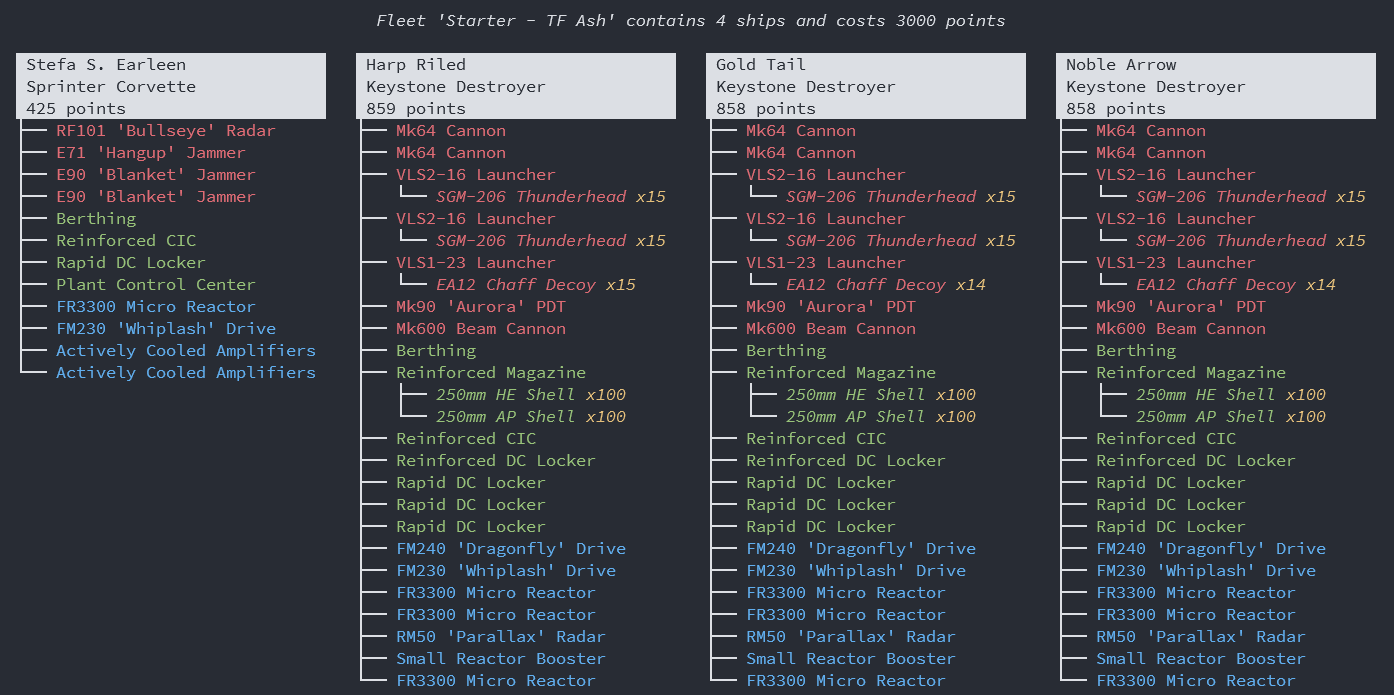 Fleet 'Starter - TF Ash' contains 4 ships and costs 3000 points
Stefa S. Earleen
Sprinter Corvette
425 points
RF101 'Bullseye' Radar
E71 'Hangup' Jammer
E90 'Blanket' Jammer
E90 'Blanket' Jammer
Berthing
Reinforced CIC
Rapid DC Locker
Plant Control Center
FR3300 Micro Reactor
FM230 'Whiplash' Drive
Actively Cooled Amplifiers
Actively Cooled Amplifiers
Harp Riled
Keystone Destroyer
859 points
Mk64 Cannon
Mk64 Cannon
VLS2-16 Launcher
SGM-206 Thunderhead x15
VLS2-16 Launcher
SGM-206 Thunderhead x15
VLS1-23 Launcher
EA12 Chaff Decoy x15
Mk90 'Aurora' PDT
Mk600 Beam Cannon
Berthing
Reinforced Magazine
250mm HE Shell x100
250mm AP Shell x100
Reinforced CIC
Reinforced DC Locker
Rapid DC Locker
Rapid DC Locker
Rapid DC Locker
FM240 'Dragonfly' Drive
FM230 'Whiplash' Drive
FR3300 Micro Reactor
FR3300 Micro Reactor
RM50 'Parallax' Radar
Small Reactor Booster
FR3300 Micro Reactor
Gold Tail
Keystone Destroyer
858 points
Mk64 Cannon
Mk64 Cannon
VLS2-16 Launcher
SGM-206 Thunderhead x15
VLS2-16 Launcher
SGM-206 Thunderhead x15
VLS1-23 Launcher
EA12 Chaff Decoy x14
Mk90 'Aurora' PDT
Mk600 Beam Cannon
Berthing
Reinforced Magazine
250mm HE Shell x100
250mm AP Shell x100
Reinforced CIC
Reinforced DC Locker
Rapid DC Locker
Rapid DC Locker
Rapid DC Locker
FM240 'Dragonfly' Drive
FM230 'Whiplash' Drive
FR3300 Micro Reactor
FR3300 Micro Reactor
RM50 'Parallax' Radar
Small Reactor Booster
FR3300 Micro Reactor
Noble Arrow
Keystone Destroyer
858 points
Mk64 Cannon
Mk64 Cannon
VLS2-16 Launcher
SGM-206 Thunderhead x15
VLS2-16 Launcher
SGM-206 Thunderhead x15
VLS1-23 Launcher
EA12 Chaff Decoy x14
Mk90 'Aurora' PDT
Mk600 Beam Cannon
Berthing
Reinforced Magazine
250mm HE Shell x100
250mm AP Shell x100
Reinforced CIC
Reinforced DC Locker
Rapid DC Locker
Rapid DC Locker
Rapid DC Locker
FM240 'Dragonfly' Drive
FM230 'Whiplash' Drive
FR3300 Micro Reactor
FR3300 Micro Reactor
RM50 'Parallax' Radar
Small Reactor Booster
FR3300 Micro Reactor